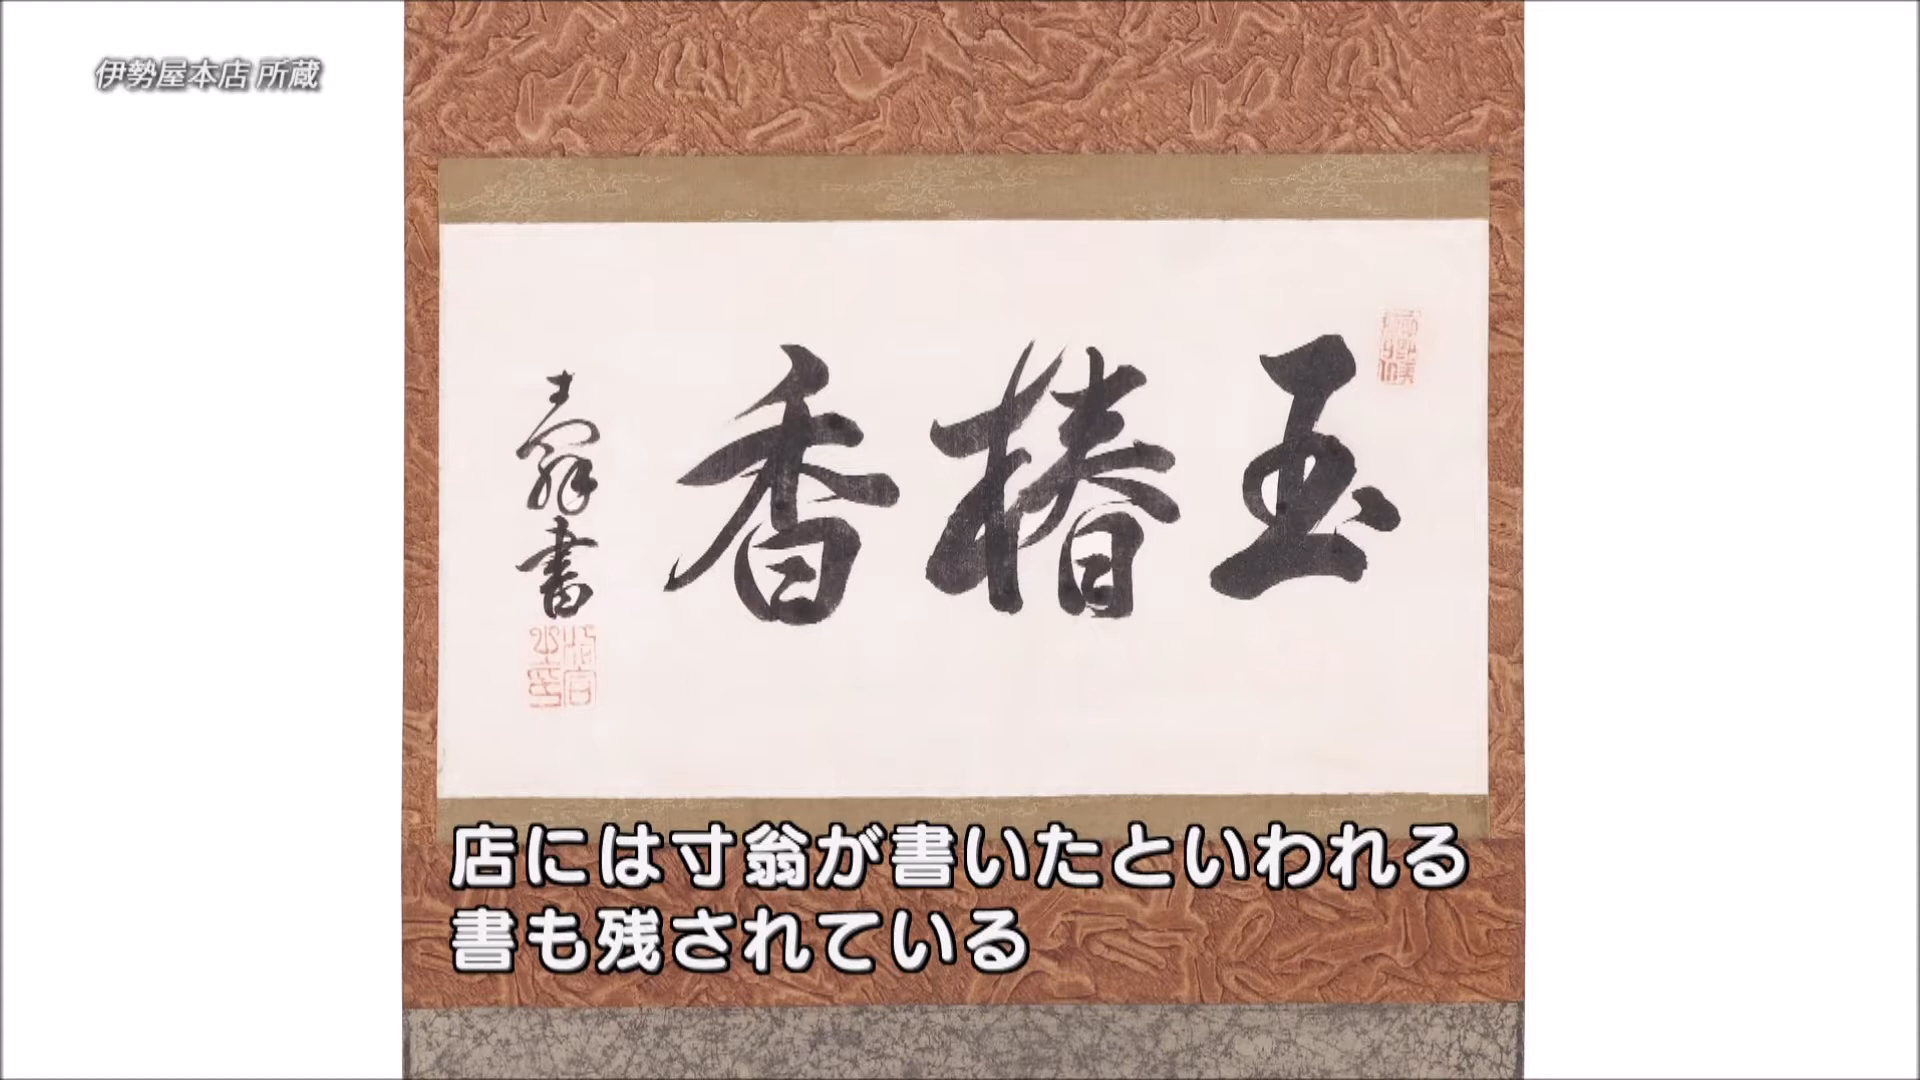 伊勢屋本店 所蔵
玉椿香
書
店には寸翁が書いたといわれる
書も残されている